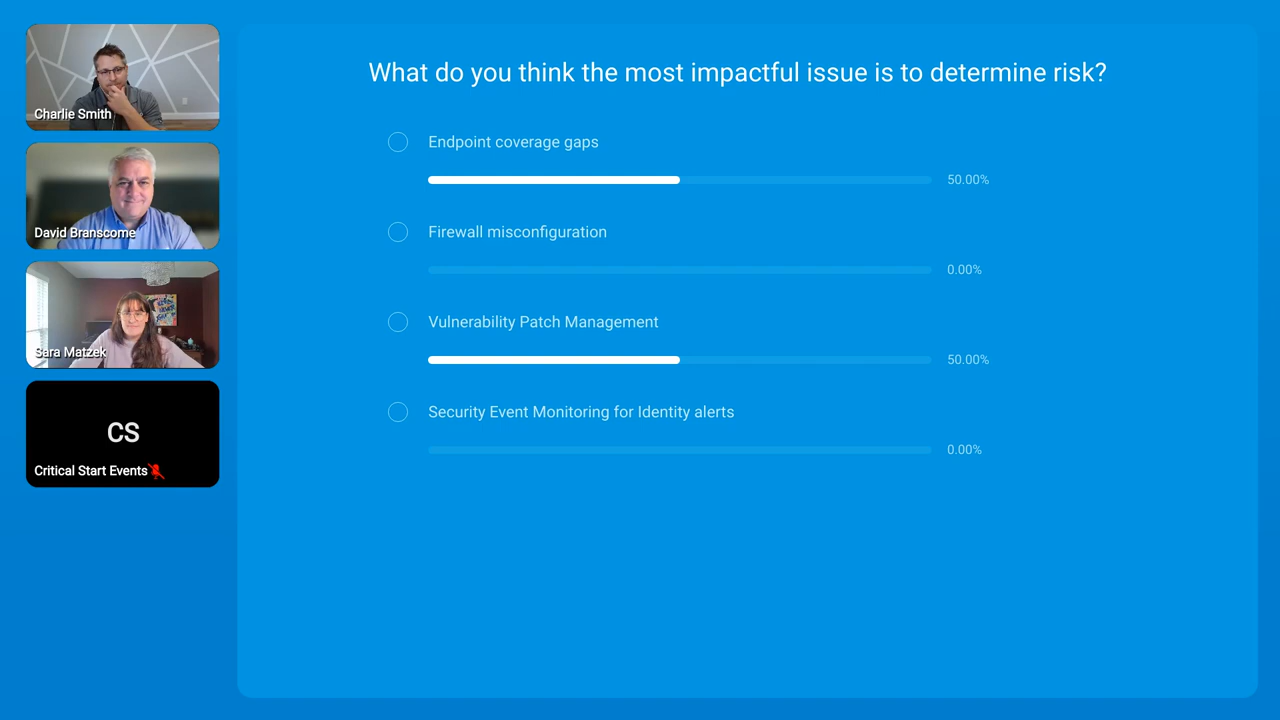 Charlie Smith
David Branscome
Sara Matzek
CS
Critical Start Events
What do you think the most impactful issue is to determine risk?
Endpoint coverage gaps
50.00%
Firewall misconfiguration
0.00%
Vulnerability Patch Management
50.00%
Security Event Monitoring for Identity alerts
0.00%